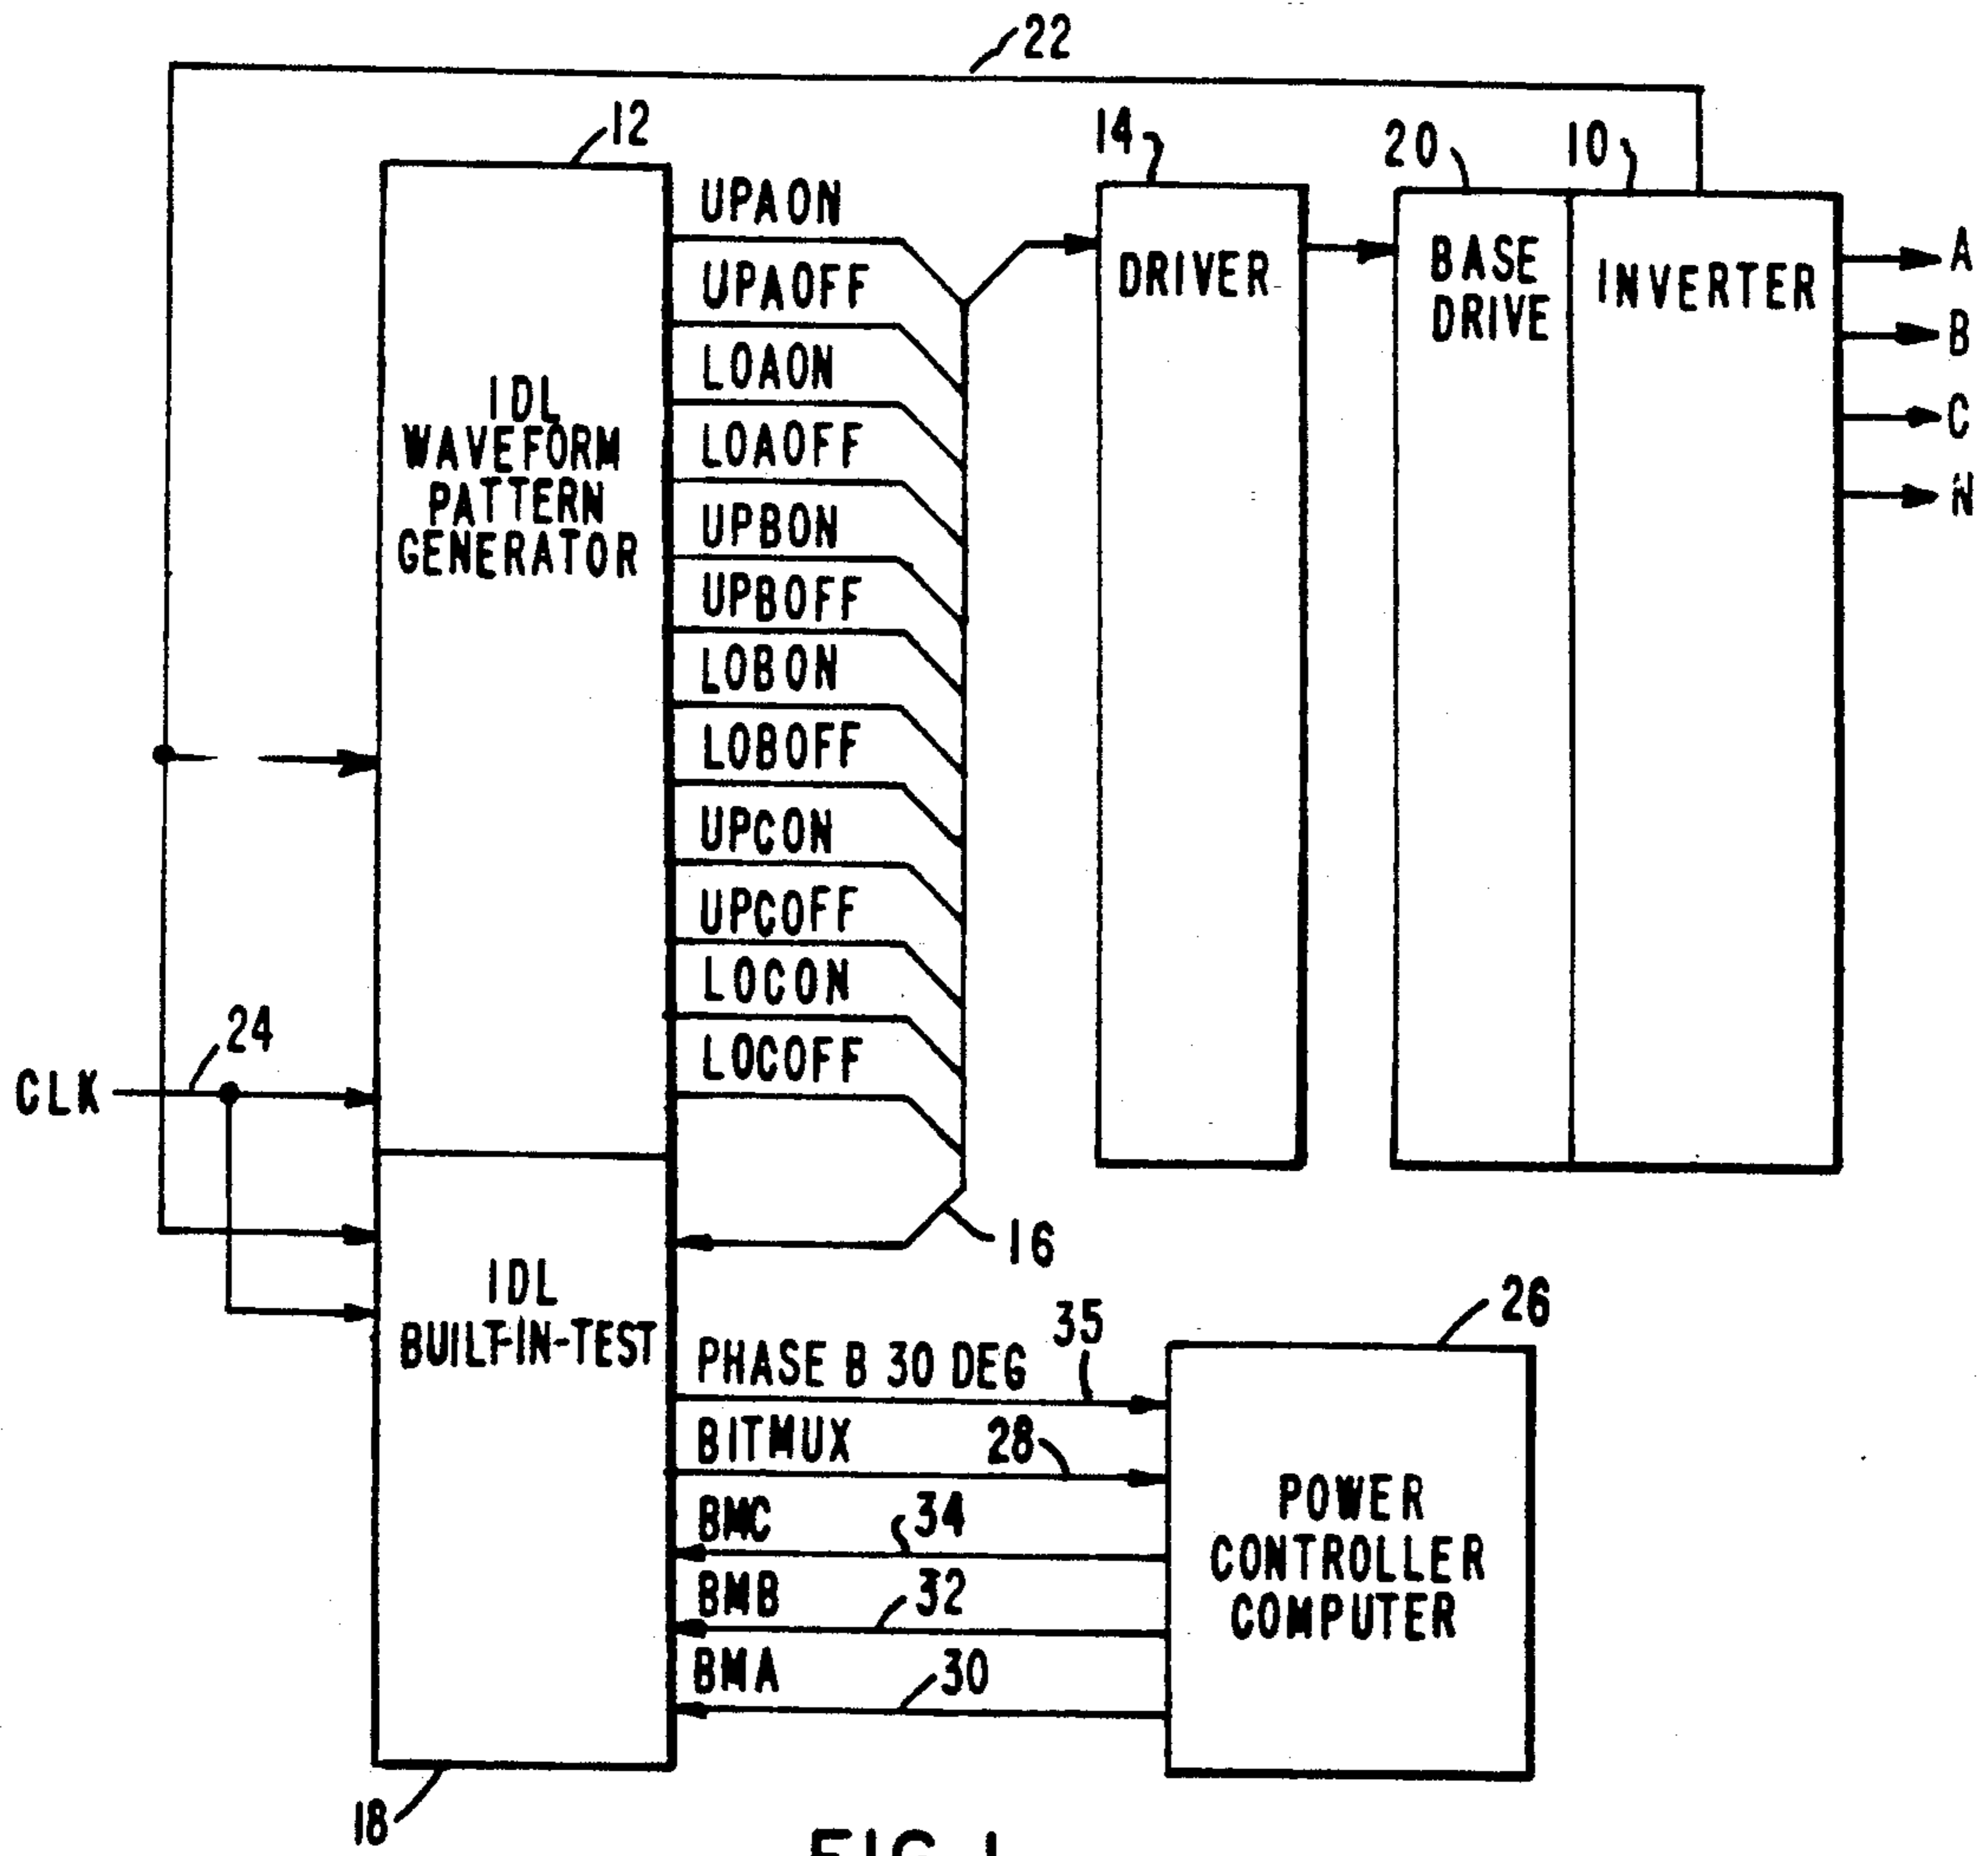 22
12
14
20
10
UPAON
UPAOFF
LOAON
LOAOFF
UPBON
UPBOFF
LOBON
LOBOFF
UPCON
UPCOFF
LOCON
LOCOFF
IDL
WAVEFORM
PATTERN
GENERATOR
DRIVER
BASE
DRIVE
INVERTER
A
B
C
N
24
CLK
16
IDL
BUILT-IN-TEST
26
PHASE B 30 DEG
35
BITMUX
28
BMC
34
BMB
32
BMA
30
POWER
CONTROLLER
COMPUTER
18
FIG. 1